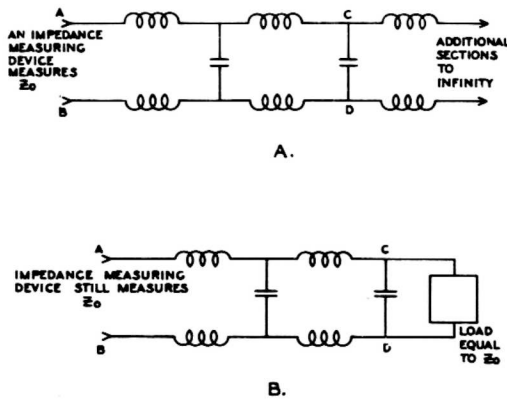 A
C
AN IMPEDANCE
MEASURING
DEVICE
MEASURES
Z₀
ADDITIONAL
SECTIONS
TO
INFINITY
B
D
A.
A
C
IMPEDANCE MEASURING
DEVICE STILL MEASURES
Z₀
B
D
LOAD
EQUAL
TO Z₀
B.